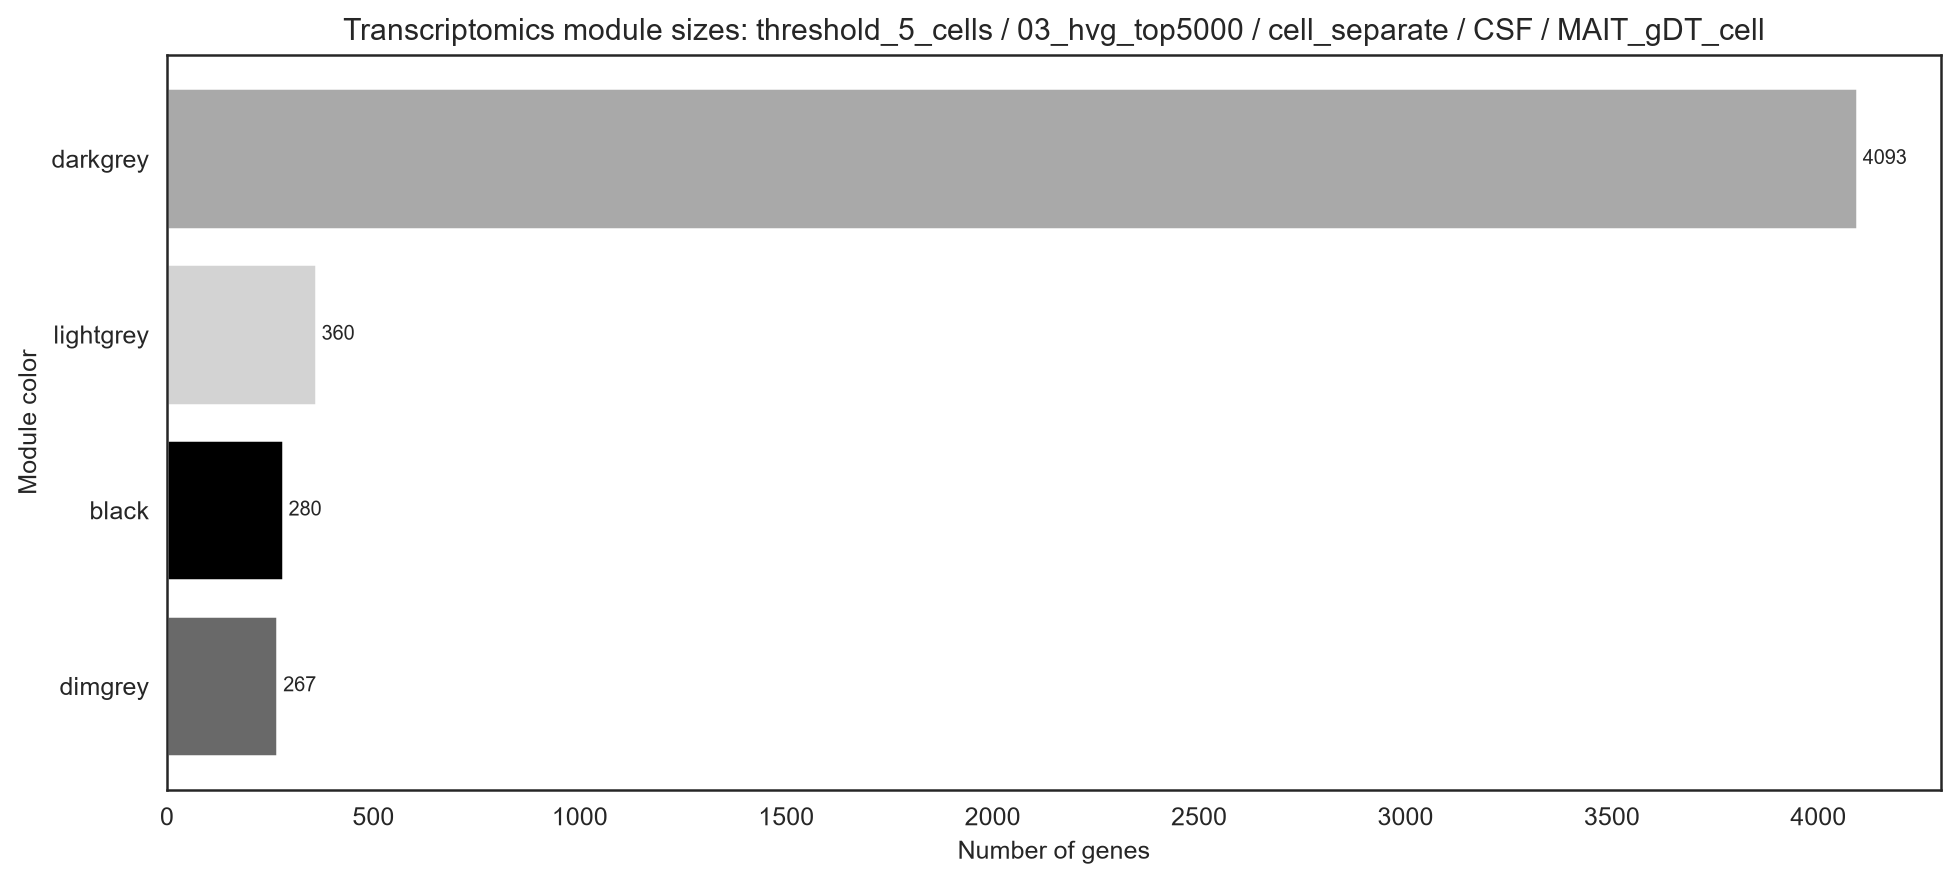 Transcriptomics module sizes: threshold_5_cells / 03_hvg_top5000 / cell_separate / CSF / MAIT_gDT_cell
Module color
darkgrey
4093
lightgrey
360
black
280
dimgrey
267
0 500 1000 1500 2000 2500 3000 3500 4000
Number of genes